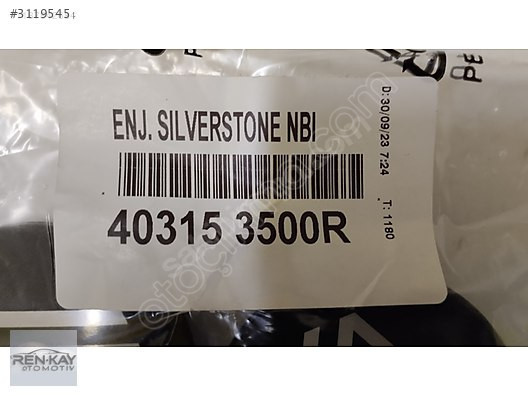 #3119545
ENJ. SILVERSTONE NBI
40315 3500R
D: 30/09/23 7:24
T: 1180
REN-KAY
OTOMOTİV